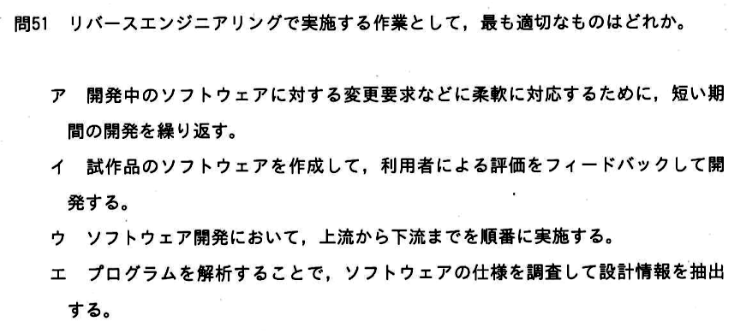 問51 リバースエンジニアリングで実施する作業として，最も適切なものはどれか。
ア 開発中のソフトウェアに対する変更要求などに柔軟に対応するために，短い期
間の開発を繰り返す。
イ 試作品のソフトウェアを作成して，利用者による評価をフィードバックして開
発する。
ウ ソフトウェア開発において，上流から下流までを順番に実施する。
エ プログラムを解析することで，ソフトウェアの仕様を調査して設計情報を抽出
する。